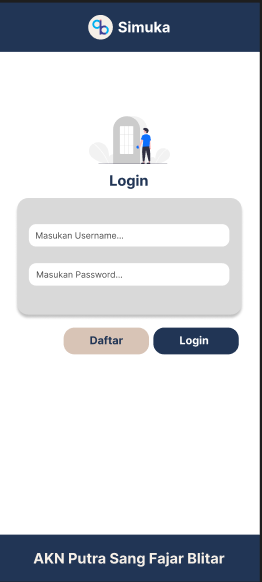 Simuka
Login
Masukan Username...
Masukan Password...
Daftar Login
AKN Putra Sang Fajar Blitar